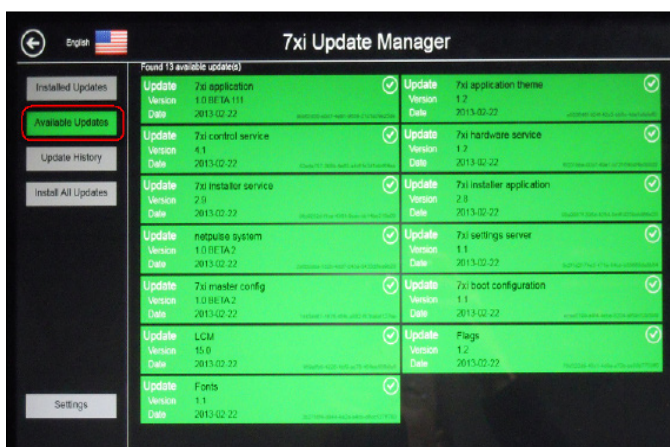 English
7xi Update Manager
Found 13 available update(s)
Installed Updates
Available Updates
Update History
Install All Updates
Settings
Update 7xi application
Version 1.0 BETA 111
Date 2013-02-22
Update 7xi application theme
Version 1.2
Date 2013-02-22
Update 7xi control service
Version 4.1
Date 2013-02-22
Update 7xi hardware service
Version 1.2
Date 2013-02-22
Update 7xi installer service
Version 2.9
Date 2013-02-22
Update 7xi installer application
Version 2.8
Date 2013-02-22
Update netpulse system
Version 1.0 BETA 2
Date 2013-02-22
Update 7xi settings server
Version 1.1
Date 2013-02-22
Update 7xi master config
Version 1.0 BETA 2
Date 2013-02-22
Update 7xi boot configuration
Version 1.1
Date 2013-02-22
Update LCM
Version 15.0
Date 2013-02-22
Update Flags
Version 1.2
Date 2013-02-22
Update Fonts
Version 1.1
Date 2013-02-22